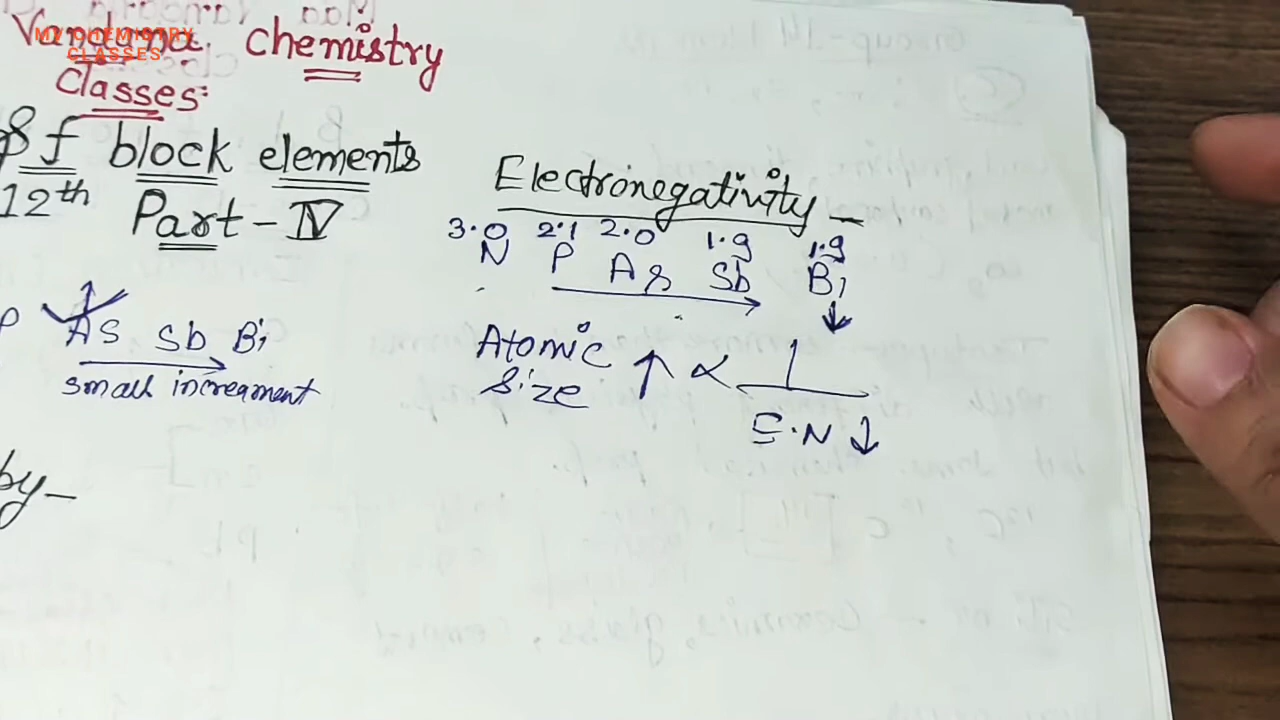 Vandana chemistry
Classes:
MZ CHEMISTRY
CLASSES
f block elements
12th Part-IV
P As Sb Bi
small increament
by-
Electronegativity -
3.0 2.1 2.0 1.9 1.9
N P As Sb Bi
Atomic
Size ↑ ∝ 1
E.N ↓